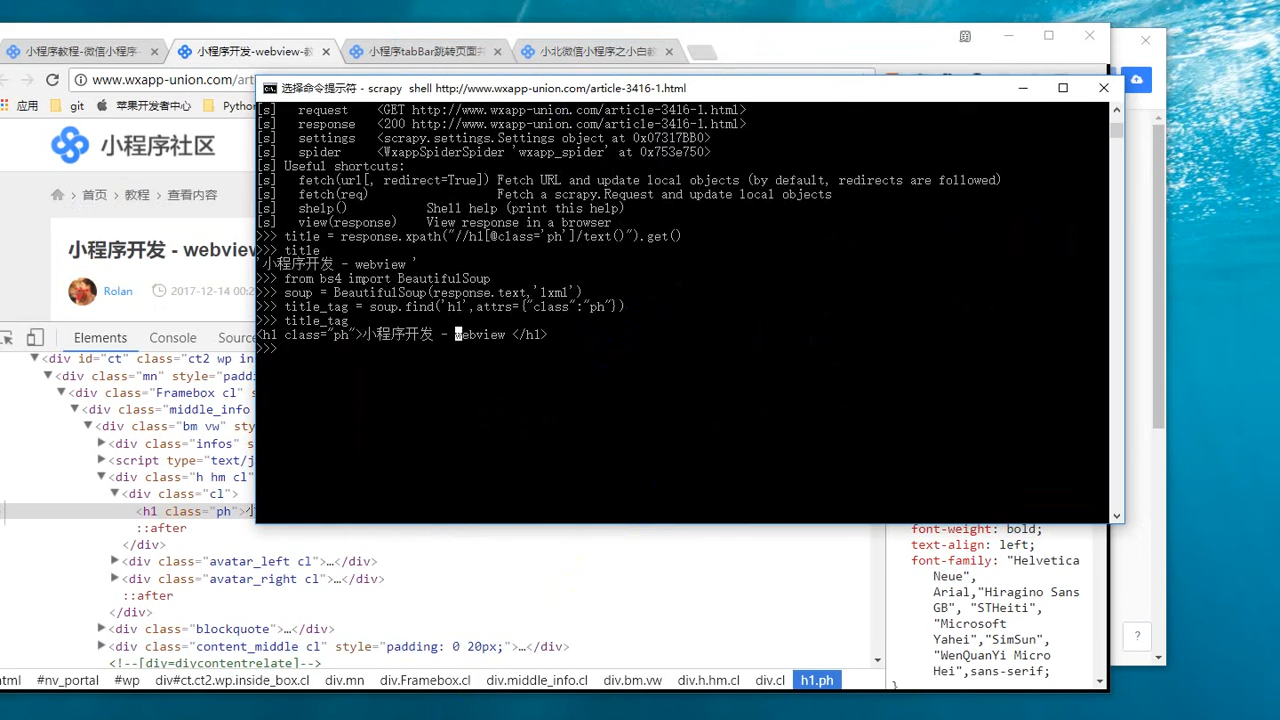 小程序教程-微信小程序-
小程序开发-webview-教
小程序tabBar跳转页面并
小北微信小程序之小白教
www.wxapp-union.com/art
应用
git
苹果开发者中心
Python
小程序社区
首页
教程
查看内容
小程序开发 - webview
Rolan
2017-12-14 00:2
选择命令提示符 - scrapy shell http://www.wxapp-union.com/article-3416-1.html
[s] request <GET http://www.wxapp-union.com/article-3416-1.html>
[s] response <200 http://www.wxapp-union.com/article-3416-1.html>
[s] settings <scrapy.settings.Settings object at 0x07317BB0>
[s] spider <WxappSpiderSpider 'wxapp_spider' at 0x753e750>
[s] Useful shortcuts:
[s] fetch(url[, redirect=True]) Fetch URL and update local objects (by default, redirects are followed)
[s] fetch(req) Fetch a scrapy.Request and update local objects
[s] shelp() Shell help (print this help)
[s] view(response) View response in a browser
>>> title = response.xpath("//h1[@class='ph']/text()").get()
>>> title
'小程序开发 - webview '
>>> from bs4 import BeautifulSoup
>>> soup = BeautifulSoup(response.text,'lxml')
>>> title_tag = soup.find('h1',attrs={"class":"ph"})
>>> title_tag
<h1 class="ph">小程序开发 - webview </h1>
>>>
Elements
Console
Sourc
<div id="ct" class="ct2 wp in
<div class="mn" style="paddi
<div class="Framebox cl" s
<div class="middle_info
<div class="bm vw" sty
<div class="infos
<script type="text/j
<div class="h hm cl"
<div class="cl">
<h1 class="ph">小
::after
</div>
<div class="avatar_left cl">…</div>
<div class="avatar_right cl">…</div>
::after
</div>
<div class="blockquote">…</div>
<div class="content_middle cl" style="padding: 0 20px;">…</div>
<!--[div=divcontentrelate]-->
font-weight: bold;
text-align: left;
font-family: "Helvetica
Neue",
Arial,"Hiragino Sans
GB", "STHeiti",
"Microsoft
Yahei","SimSun",
"WenQuanYi Micro
Hei",sans-serif;
}
?
html
#nv_portal
#wp
div#ct.ct2.wp.inside_box.cl
div.mn
div.Framebox.cl
div.middle_info.cl
div.bm.vw
div.h.hm.cl
div.cl
h1.ph